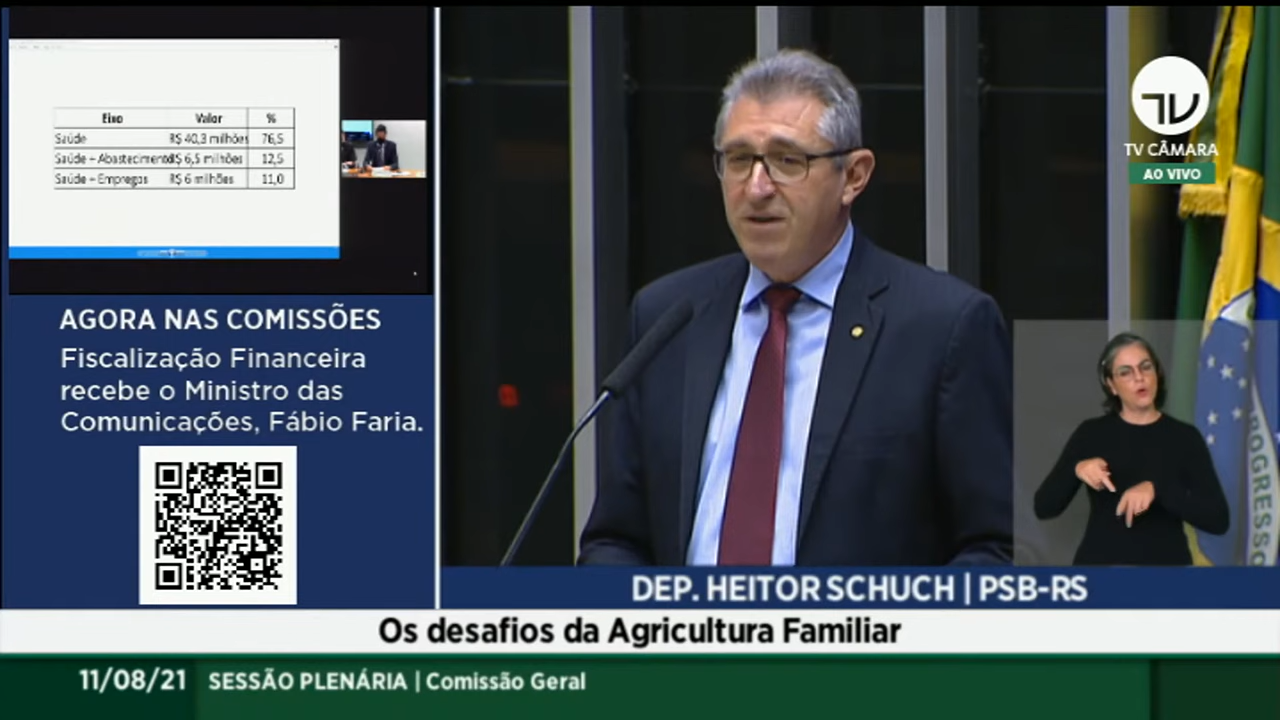 Eixo Valor %
Saúde R$ 40,3 milhões 76,5
Saúde + Abastecimento R$ 6,5 milhões 12,5
Saúde + Empregos R$ 6 milhões 11,0
AGORA NAS COMISSÕES
Fiscalização Financeira
recebe o Ministro das
Comunicações, Fábio Faria.
TV
TV CÂMARA
AO VIVO
PROGRESSO
DEP. HEITOR SCHUCH | PSB-RS
Os desafios da Agricultura Familiar
11/08/21 SESSÃO PLENÁRIA | Comissão Geral